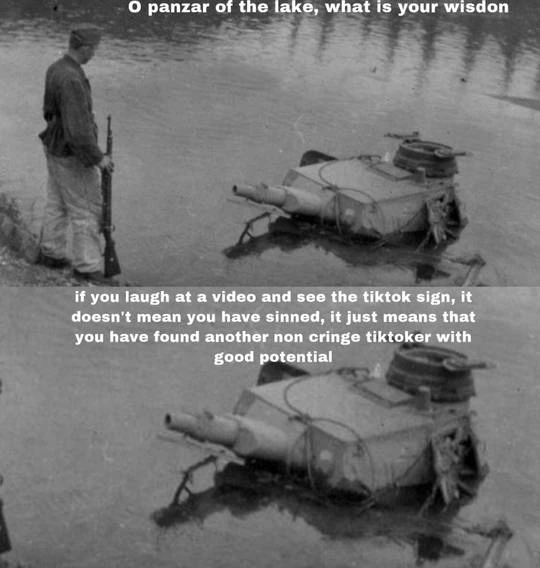 O panzar of the lake, what is your wisdon
if you laugh at a video and see the tiktok sign, it
doesn't mean you have sinned, it just means that
you have found another non cringe tiktoker with
good potential